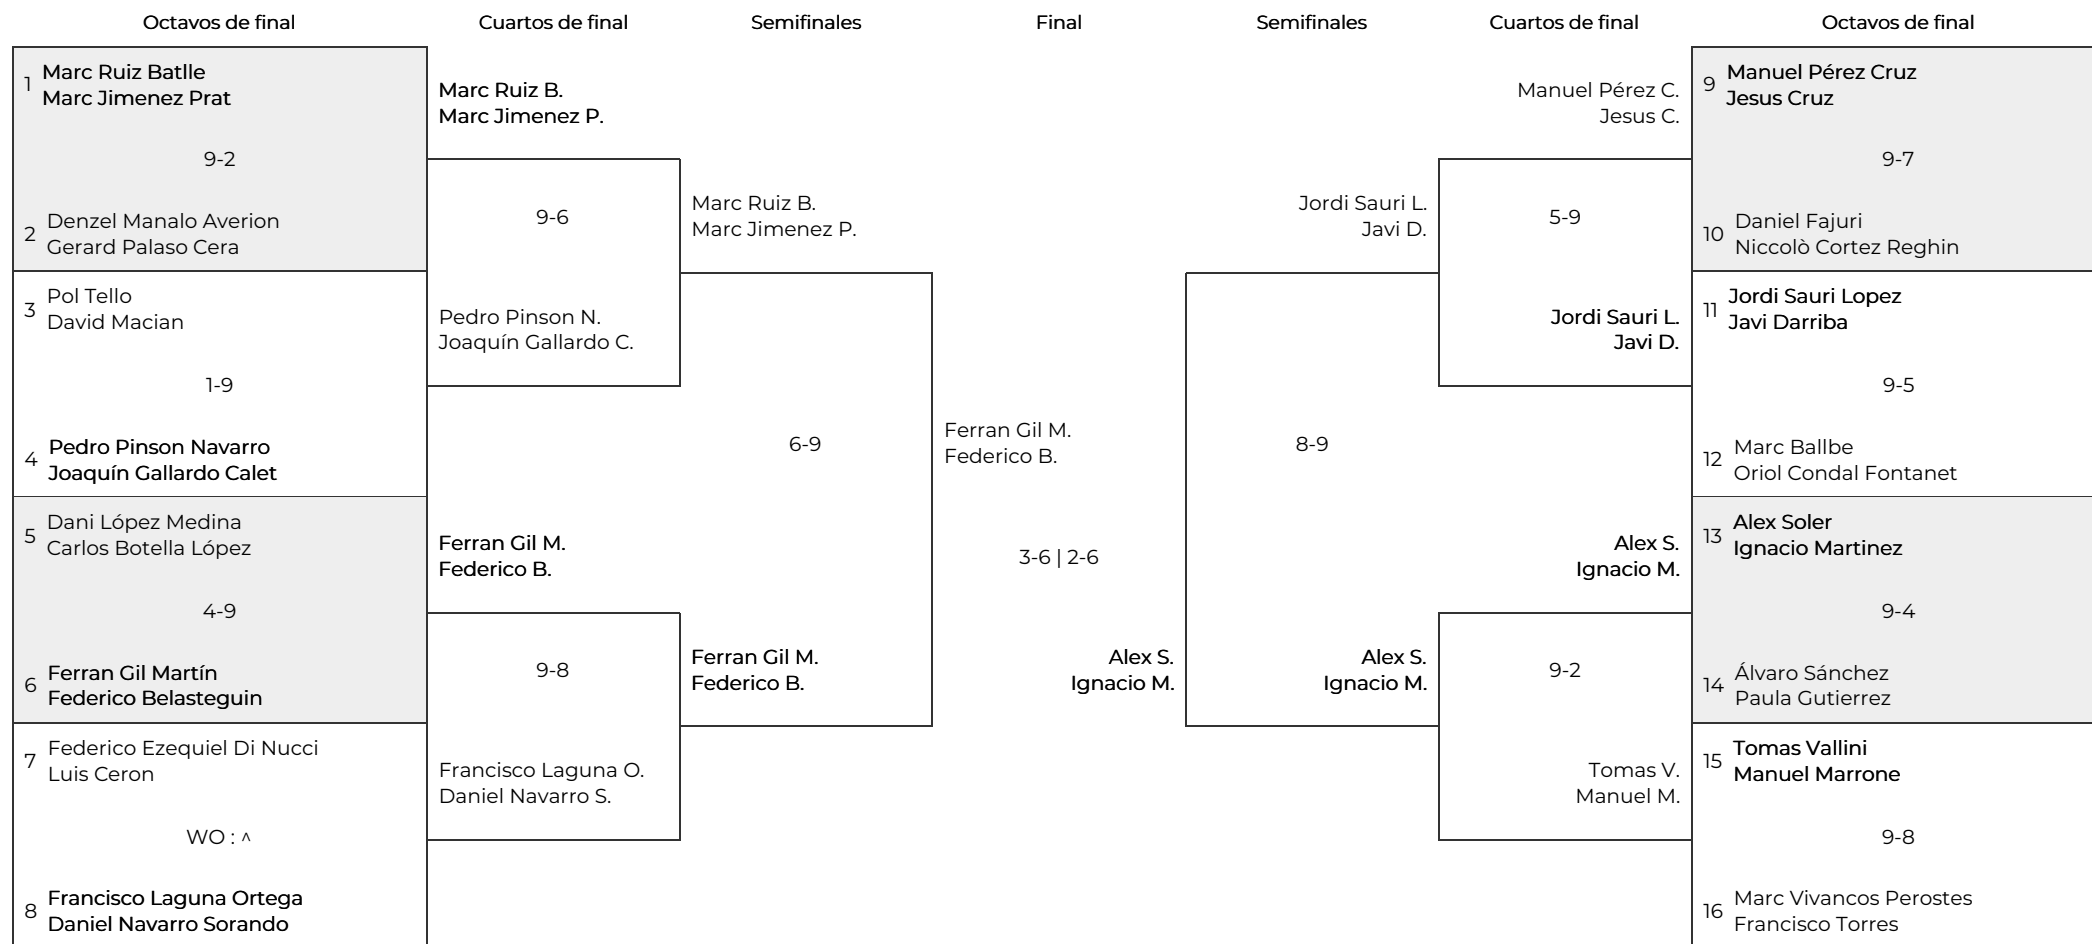 Octavos de final
Cuartos de final
Semifinales
Final
Semifinales
Cuartos de final
Octavos de final
1
Marc Ruiz Batlle
Marc Jimenez Prat
9-2
2
Denzel Manalo Averion
Gerard Palaso Cera
3
Pol Tello
David Macian
1-9
4
Pedro Pinson Navarro
Joaquín Gallardo Calet
5
Dani López Medina
Carlos Botella López
4-9
6
Ferran Gil Martín
Federico Belasteguin
7
Federico Ezequiel Di Nucci
Luis Ceron
WO : ^
8
Francisco Laguna Ortega
Daniel Navarro Sorando
Marc Ruiz B.
Marc Jimenez P.
9-6
Pedro Pinson N.
Joaquín Gallardo C.
Ferran Gil M.
Federico B.
9-8
Francisco Laguna O.
Daniel Navarro S.
Marc Ruiz B.
Marc Jimenez P.
6-9
Ferran Gil M.
Federico B.
Ferran Gil M.
Federico B.
3-6 | 2-6
Alex S.
Ignacio M.
Jordi Sauri L.
Javi D.
8-9
Alex S.
Ignacio M.
Manuel Pérez C.
Jesus C.
5-9
Jordi Sauri L.
Javi D.
Alex S.
Ignacio M.
9-2
Tomas V.
Manuel M.
9
Manuel Pérez Cruz
Jesus Cruz
9-7
10
Daniel Fajuri
Niccolò Cortez Reghin
11
Jordi Sauri Lopez
Javi Darriba
9-5
12
Marc Ballbe
Oriol Condal Fontanet
13
Alex Soler
Ignacio Martinez
9-4
14
Álvaro Sánchez
Paula Gutierrez
15
Tomas Vallini
Manuel Marrone
9-8
16
Marc Vivancos Perostes
Francisco Torres